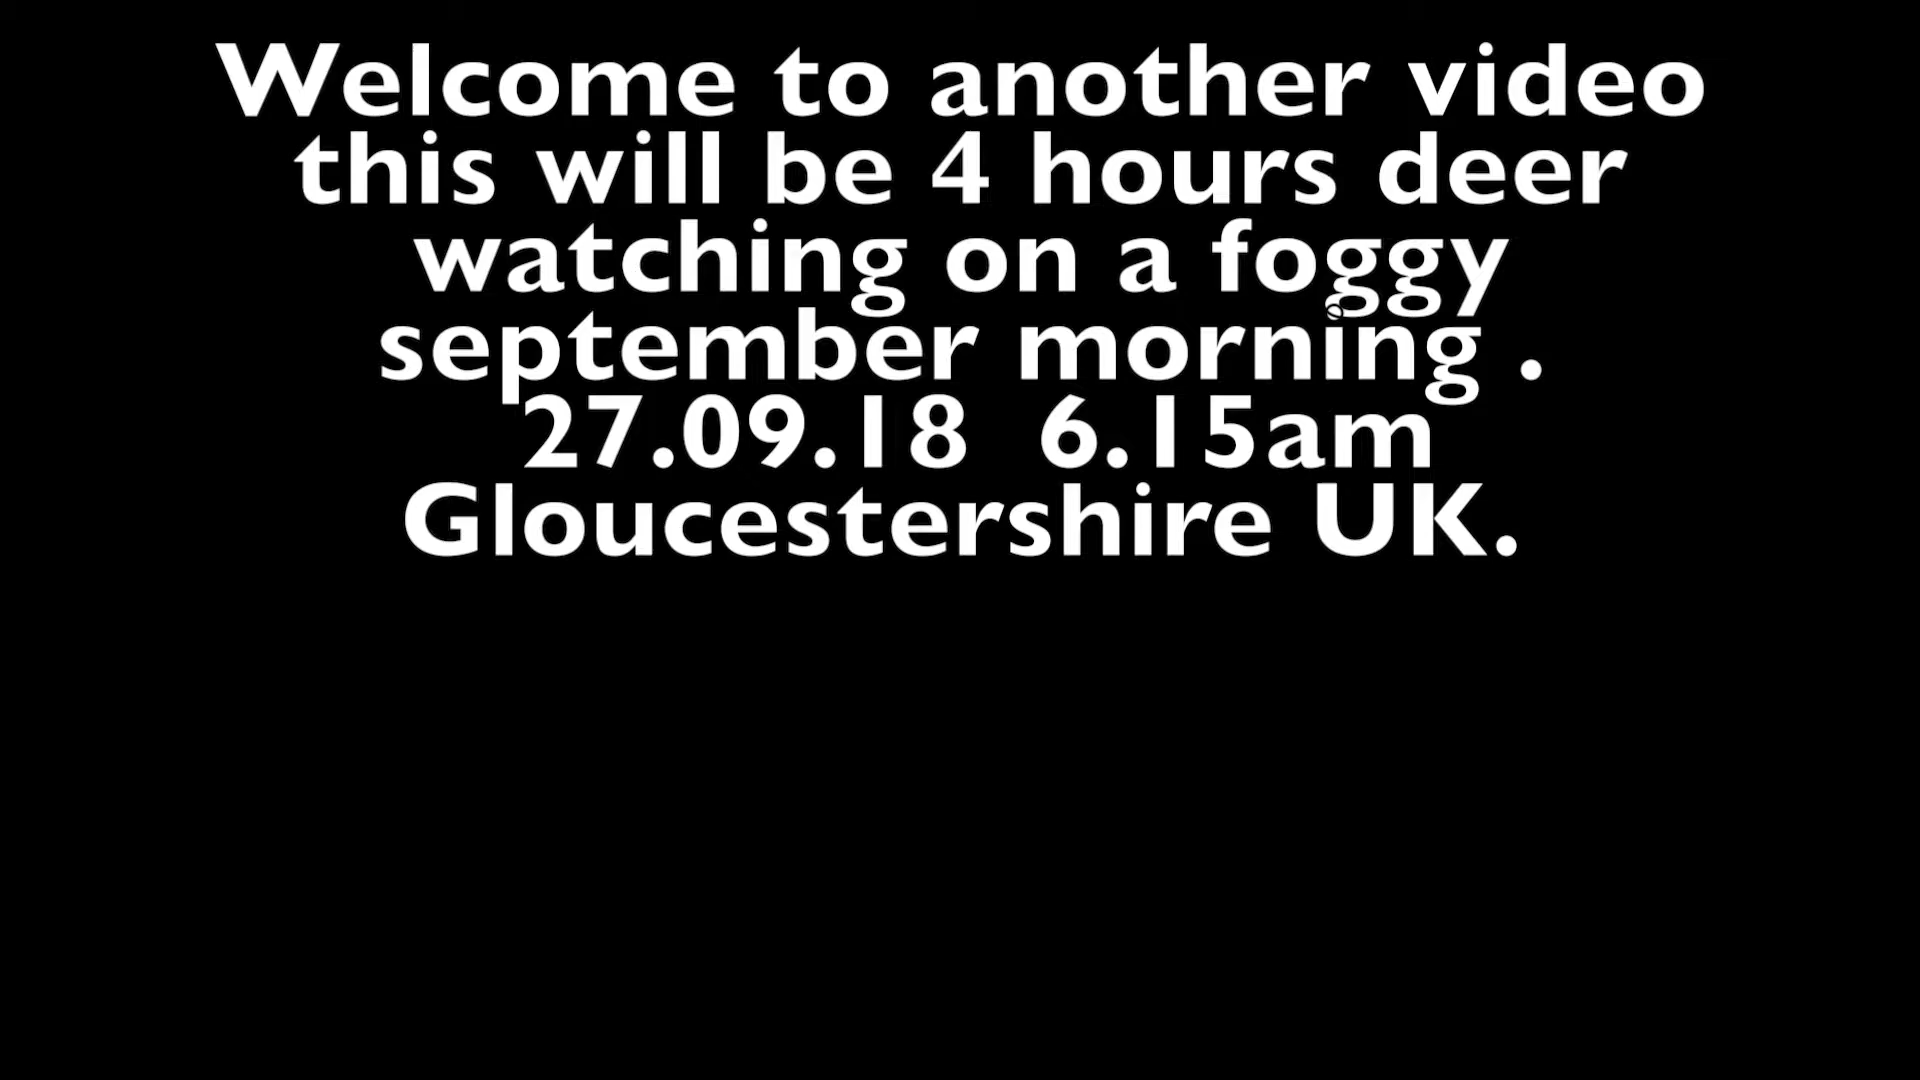 Welcome to another video
this will be 4 hours deer
watching on a foggy
september morning .
27.09.18  6.15am
Gloucestershire UK.